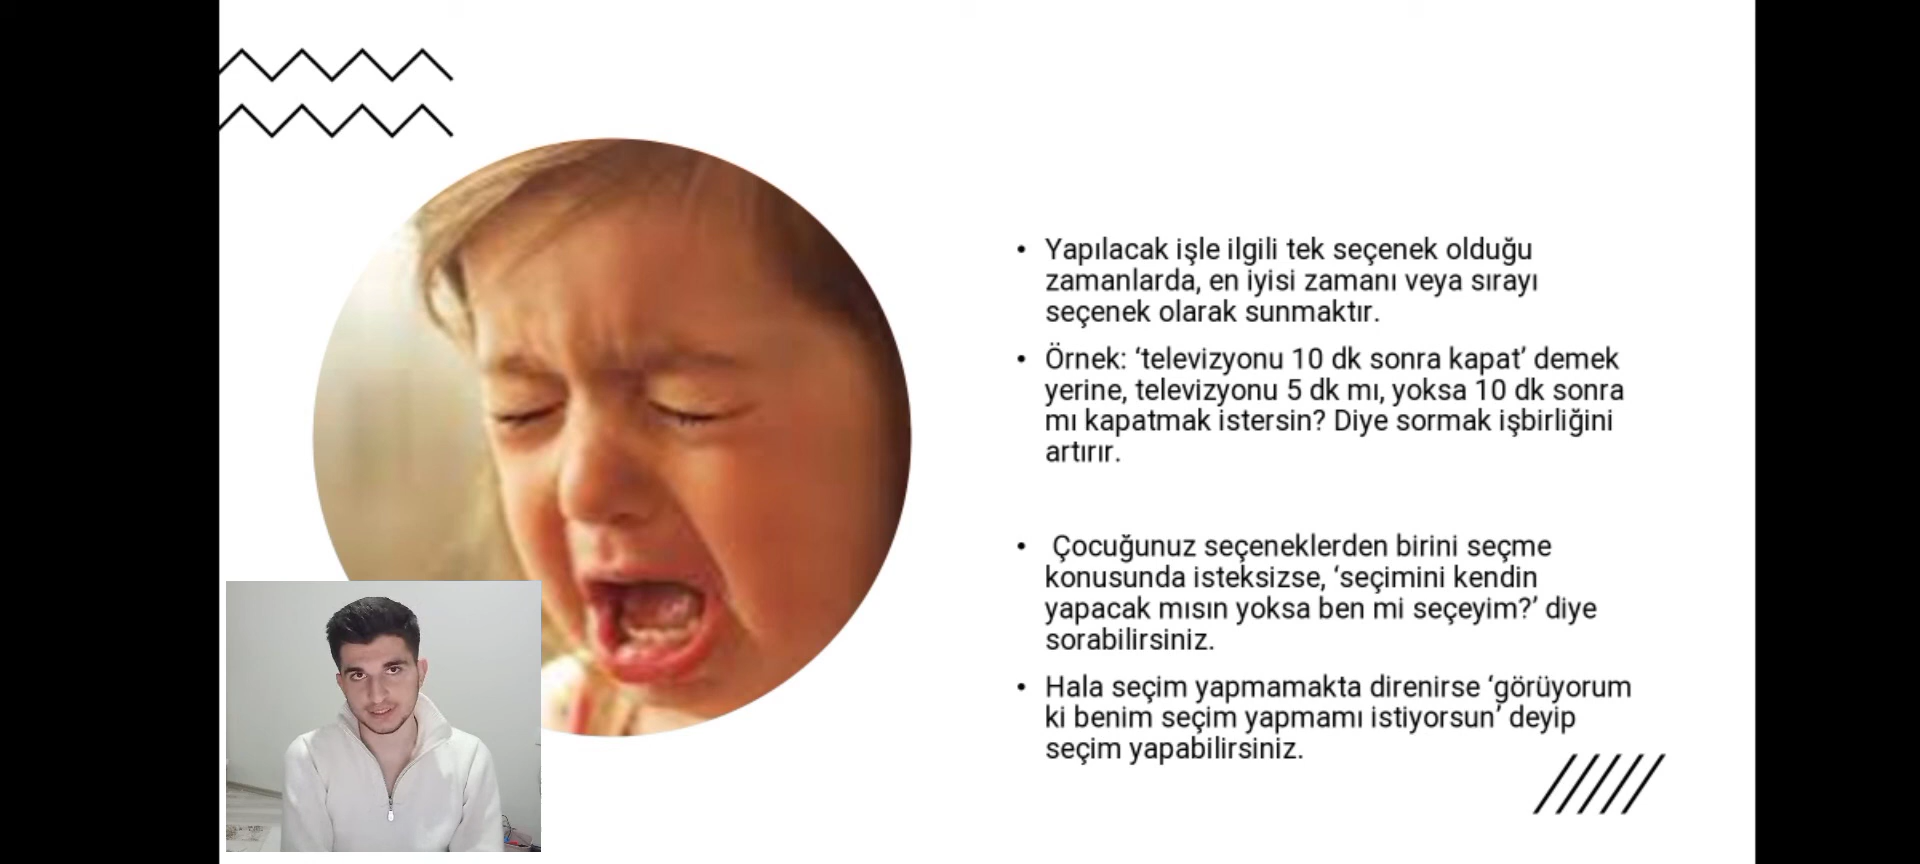 • Yapılacak işle ilgili tek seçenek olduğu
zamanlarda, en iyisi zamanı veya sırayı
seçenek olarak sunmaktır.
• Örnek: ‘televizyonu 10 dk sonra kapat’ demek
yerine, televizyonu 5 dk mı, yoksa 10 dk sonra
mı kapatmak istersin? Diye sormak işbirliğini
artırır.
• Çocuğunuz seçeneklerden birini seçme
konusunda isteksizse, ‘seçimini kendin
yapacak mısın yoksa ben mi seçeyim?’ diye
sorabilirsiniz.
• Hala seçim yapmamakta direnirse ‘görüyorum
ki benim seçim yapmamı istiyorsun’ deyip
seçim yapabilirsiniz.